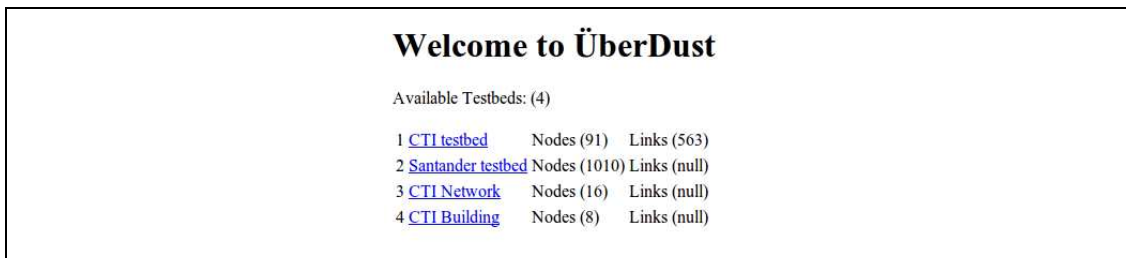 Welcome to ÜberDust
Available Testbeds: (4)
1 CTI testbed Nodes (91) Links (563)
2 Santander testbed Nodes (1010) Links (null)
3 CTI Network Nodes (16) Links (null)
4 CTI Building Nodes (8) Links (null)